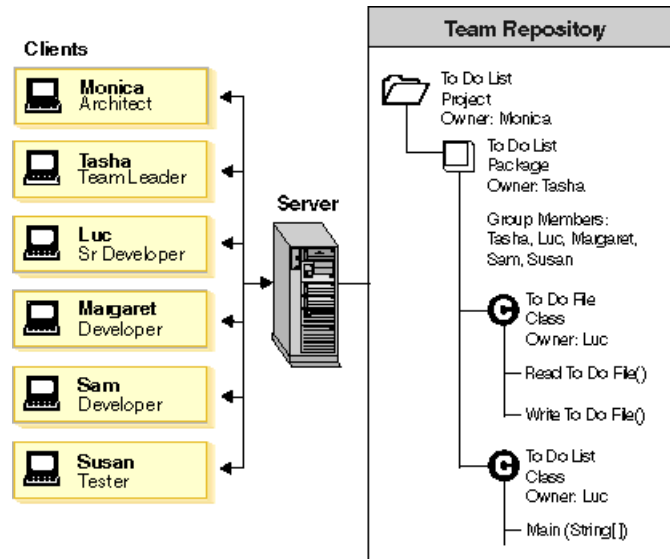 Clients
Monica
Architect
Tasha
Team Leader
Luc
Sr Developer
Margaret
Developer
Sam
Developer
Susan
Tester
Server
Team Repository
To Do List
Project
Owner: Monica
To Do List
Package
Owner: Tasha
Group Members:
Tasha, Luc, Margaret,
Sam, Susan
C
To Do File
Class
Owner: Luc
Read To Do File()
Write To Do File()
C
To Do List
Class
Owner: Luc
Main (String[ ])